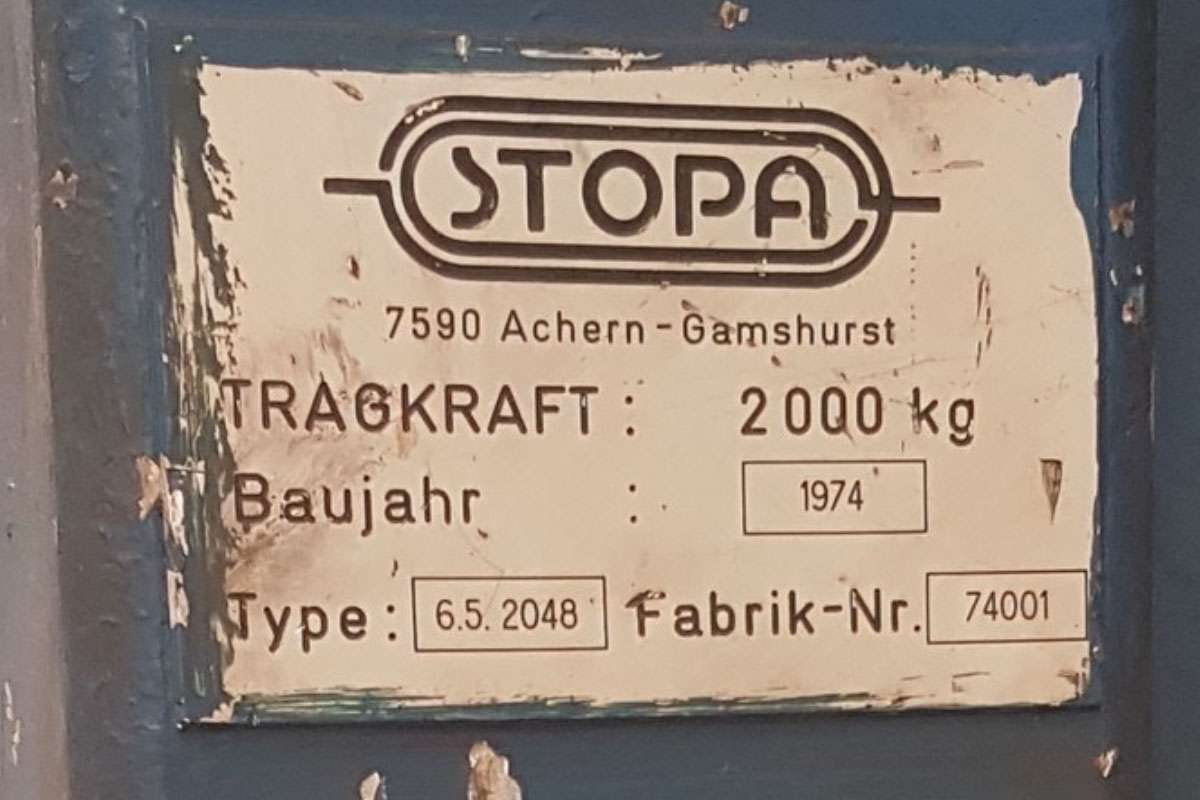 STOPA
7590 Achern-Gamshurst
TRAGKRAFT: 2000 kg
Baujahr : 1974
Type: 6.5. 2048 Fabrik-Nr. 74001